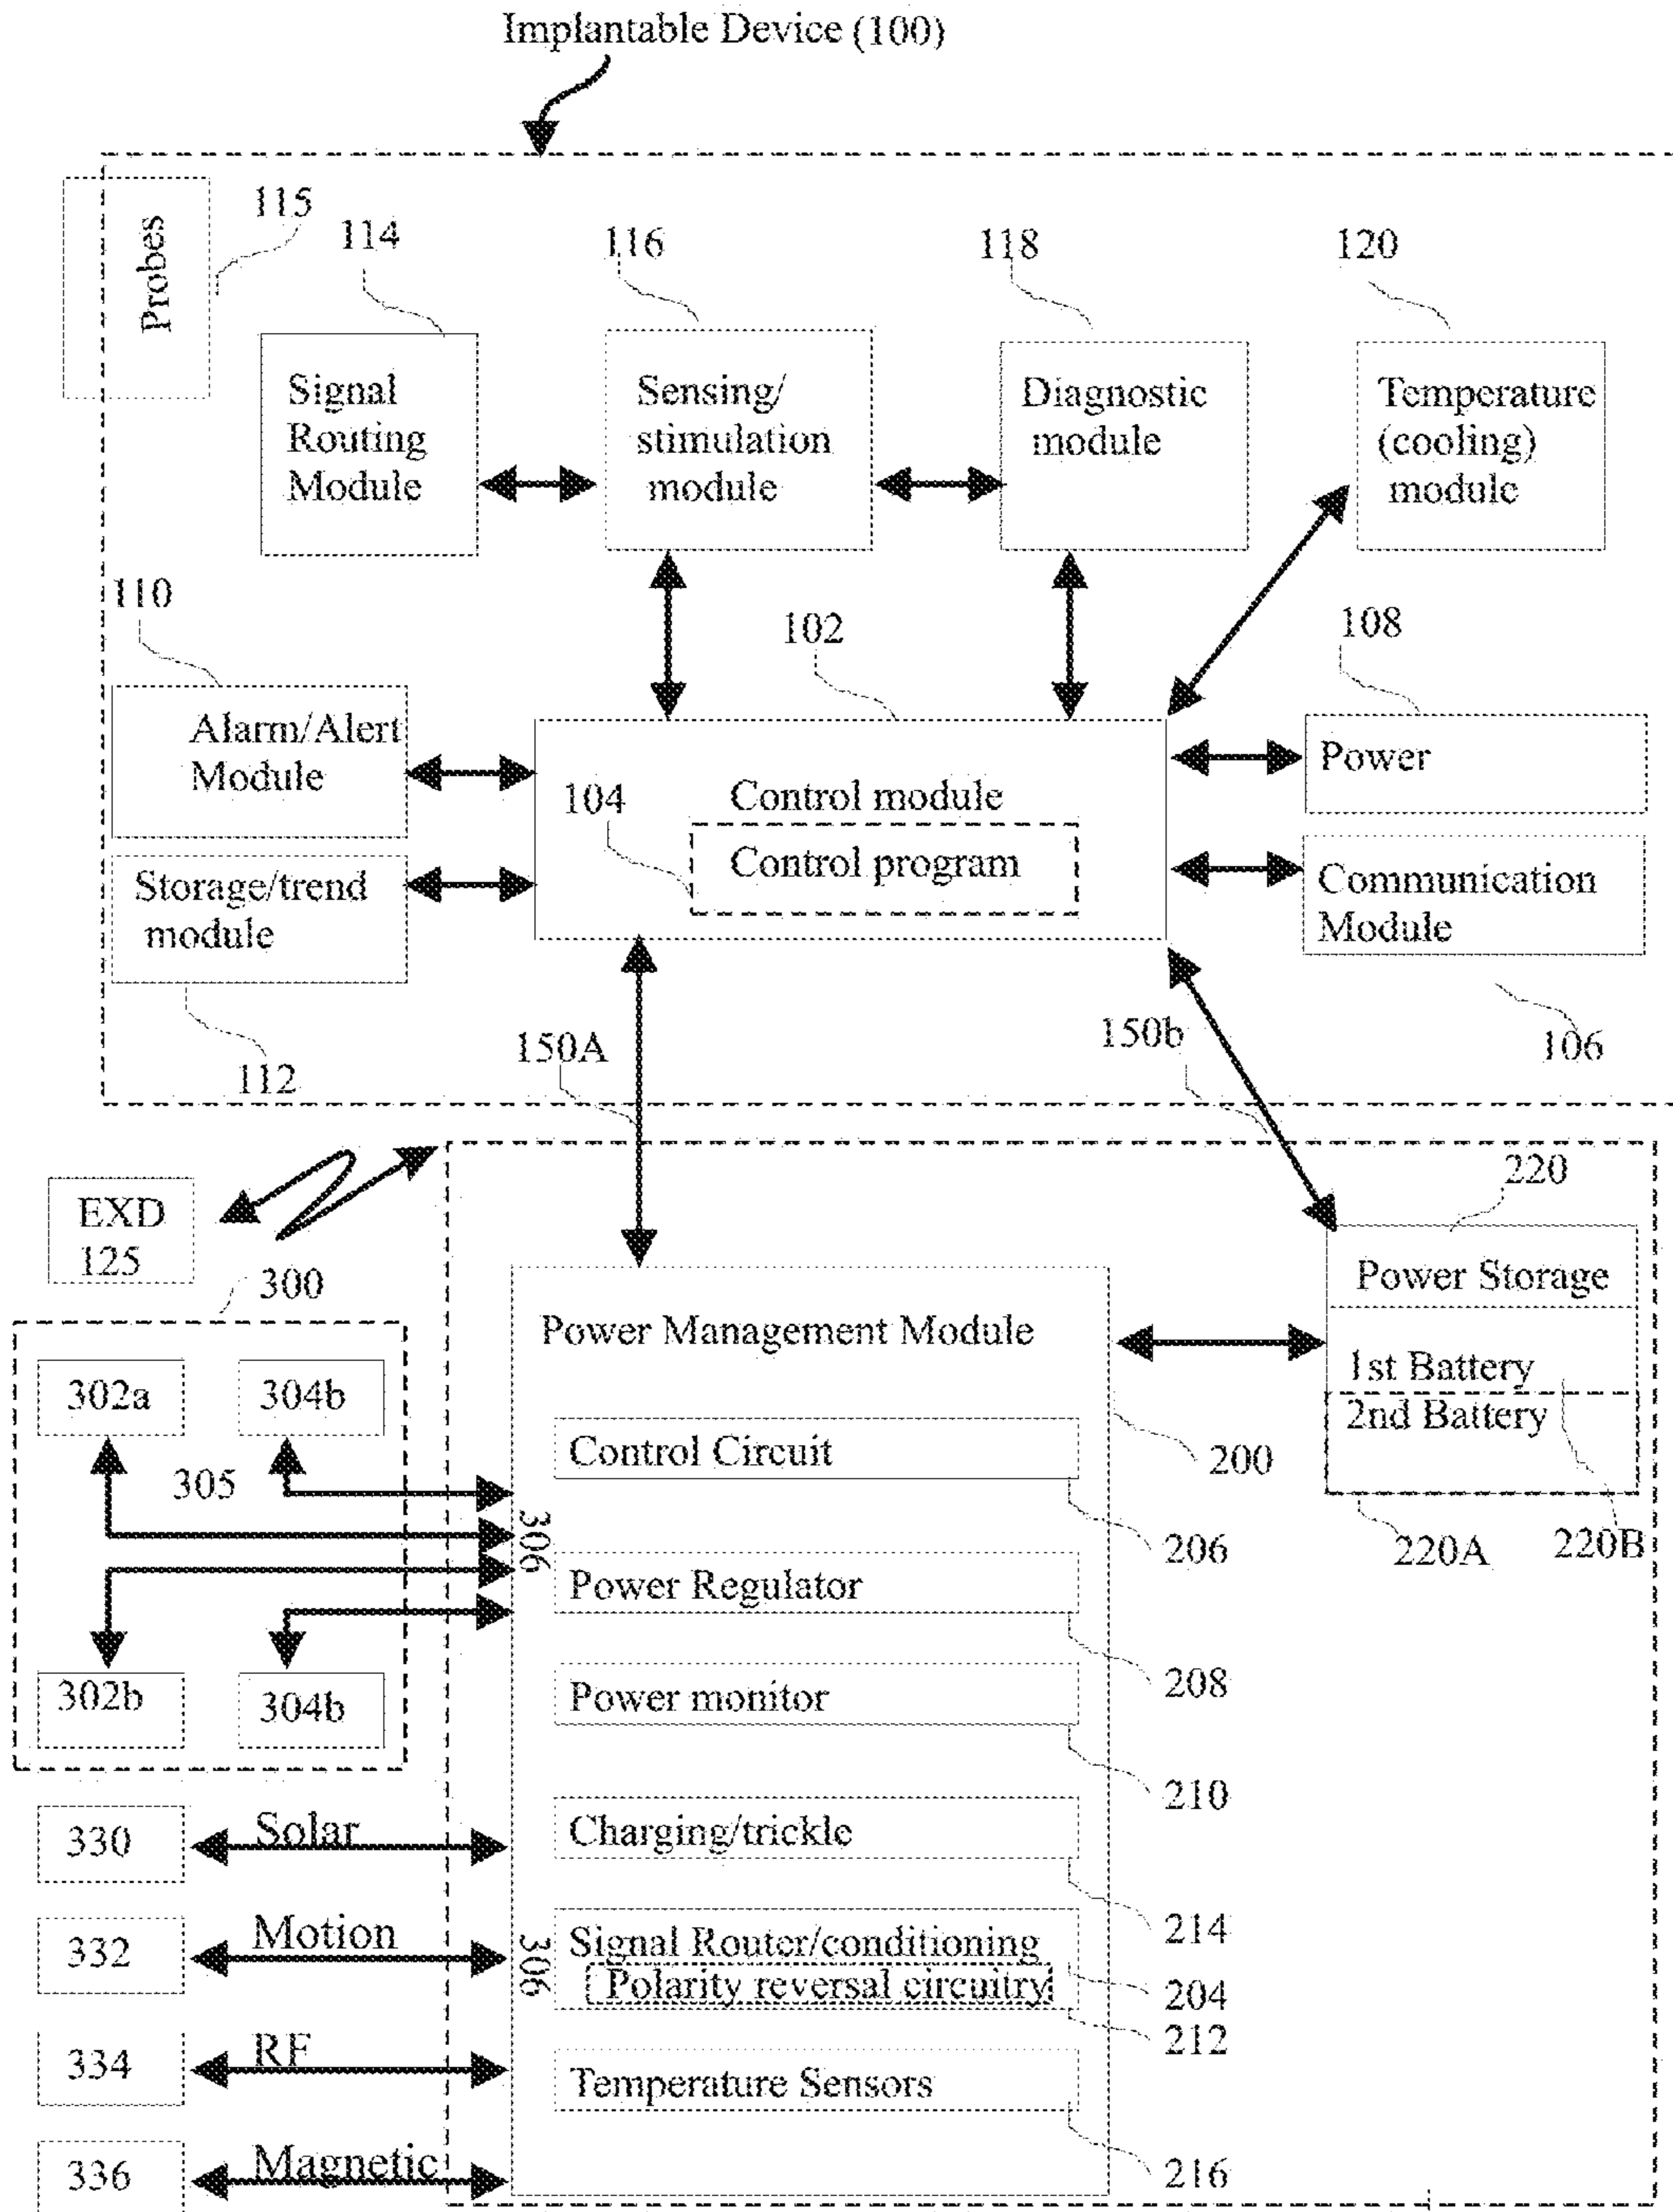 Implantable Device (100)
Probes
115
114
116
118
120
Signal
Routing
Module
Sensing/
stimulation
module
Diagnostic
module
Temperature
(cooling)
module
110
102
108
Alarm/Alert
Module
104
Control module
Control program
Power
Storage/trend
module
Communication
Module
112
150A
150b
106
EXD
125
220
300
Power Storage
Power Management Module
1st Battery
2nd Battery
302a
304b
305
Control Circuit
200
306
206
220A
220B
Power Regulator
302b
304b
208
Power monitor
210
330
Solar
Charging/trickle
214
332
Motion
306
Signal Router/conditioning
Polarity reversal circuitry
204
212
334
RF
Temperature Sensors
336
Magnetic
216